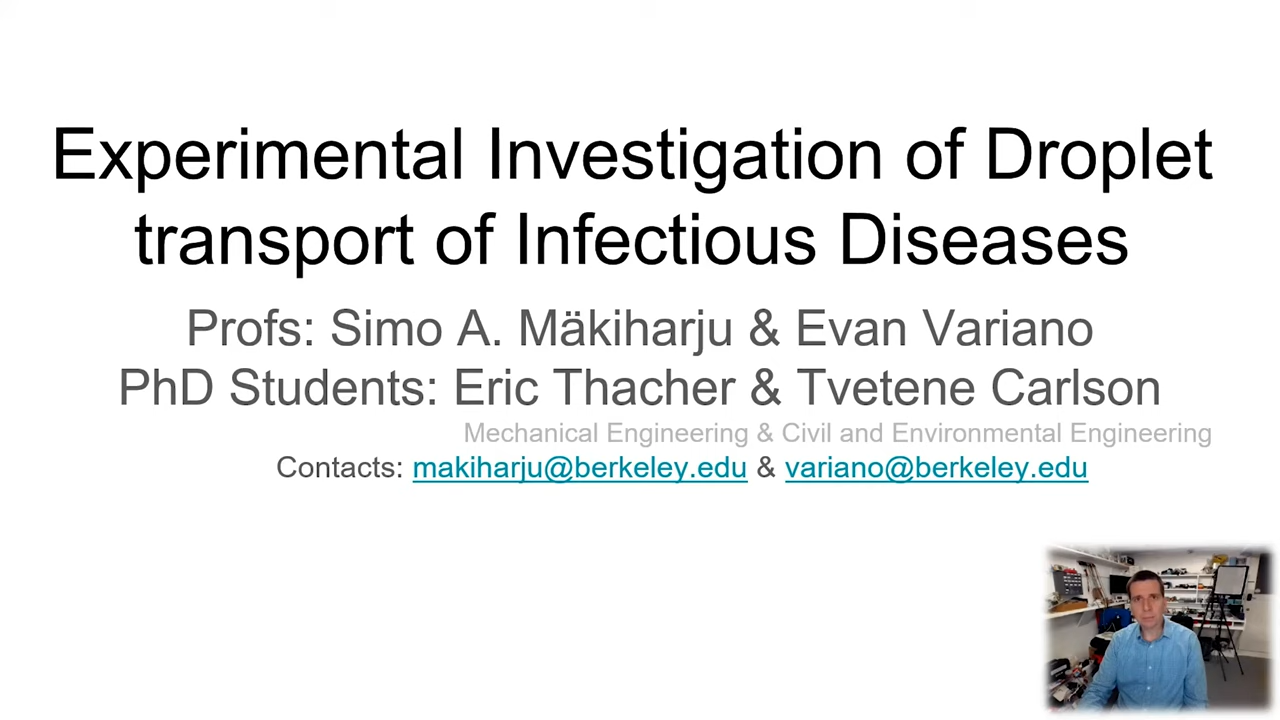 Experimental Investigation of Droplet
transport of Infectious Diseases
Profs: Simo A. Mäkiharju & Evan Variano
PhD Students: Eric Thacher & Tvetene Carlson
Mechanical Engineering & Civil and Environmental Engineering
Contacts: makiharju@berkeley.edu & variano@berkeley.edu